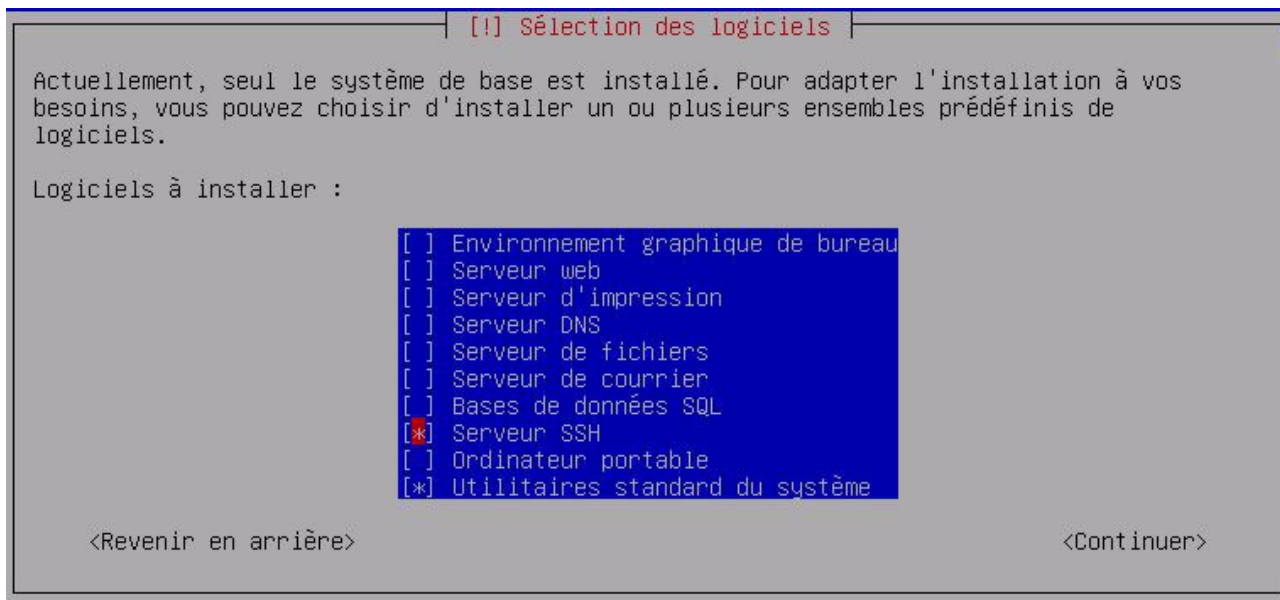 [!] Sélection des logiciels
Actuellement, seul le système de base est installé. Pour adapter l'installation à vos
besoins, vous pouvez choisir d'installer un ou plusieurs ensembles prédéfinis de
logiciels.
Logiciels à installer :
[ ] Environnement graphique de bureau
[ ] Serveur web
[ ] Serveur d'impression
[ ] Serveur DNS
[ ] Serveur de fichiers
[ ] Serveur de courrier
[ ] Bases de données SQL
[*] Serveur SSH
[ ] Ordinateur portable
[*] Utilitaires standard du système
<Revenir en arrière> <Continuer>